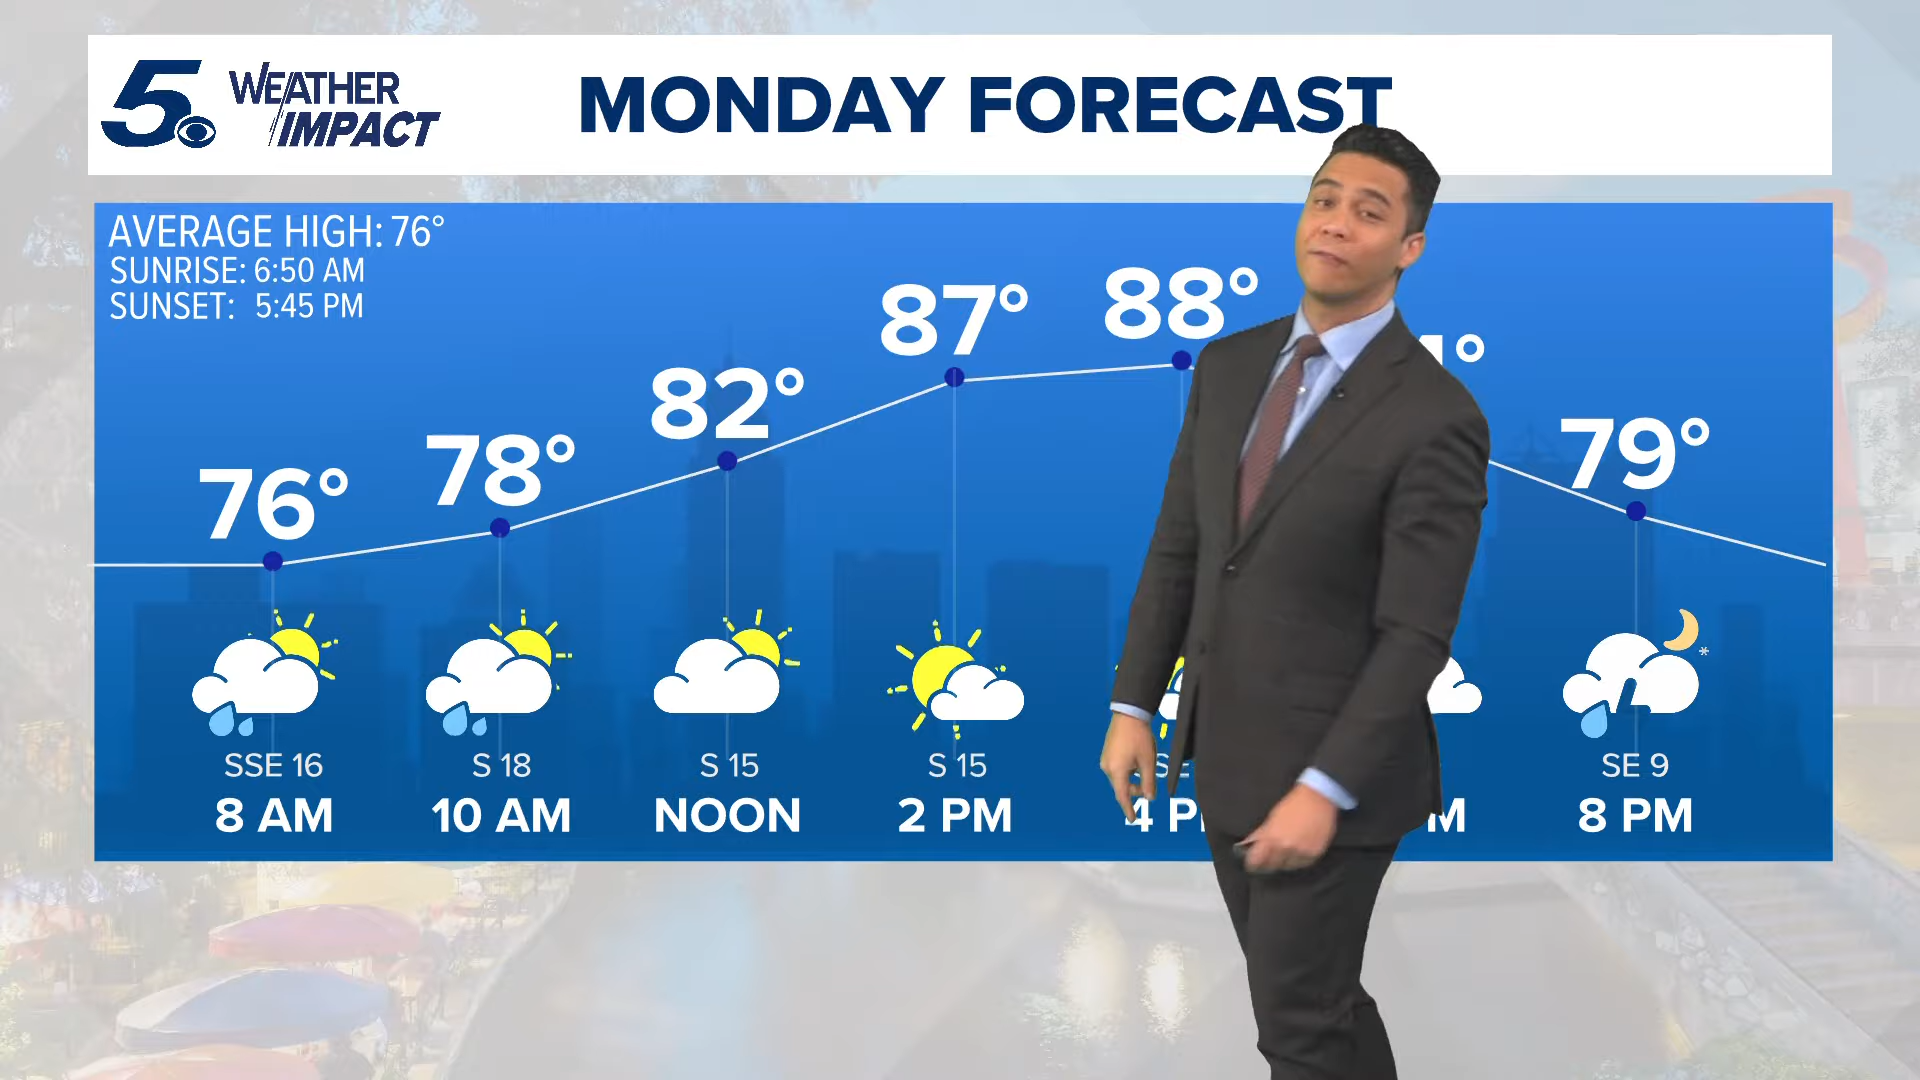 5 WEATHER IMPACT
MONDAY FORECAST
AVERAGE HIGH: 76°
SUNRISE: 6:50 AM
SUNSET: 5:45 PM
76° 78° 82° 87° 88° 79°
SSE 16 S 18 S 15 S 15 SE 9
8 AM 10 AM NOON 2 PM 4 P M 8 PM